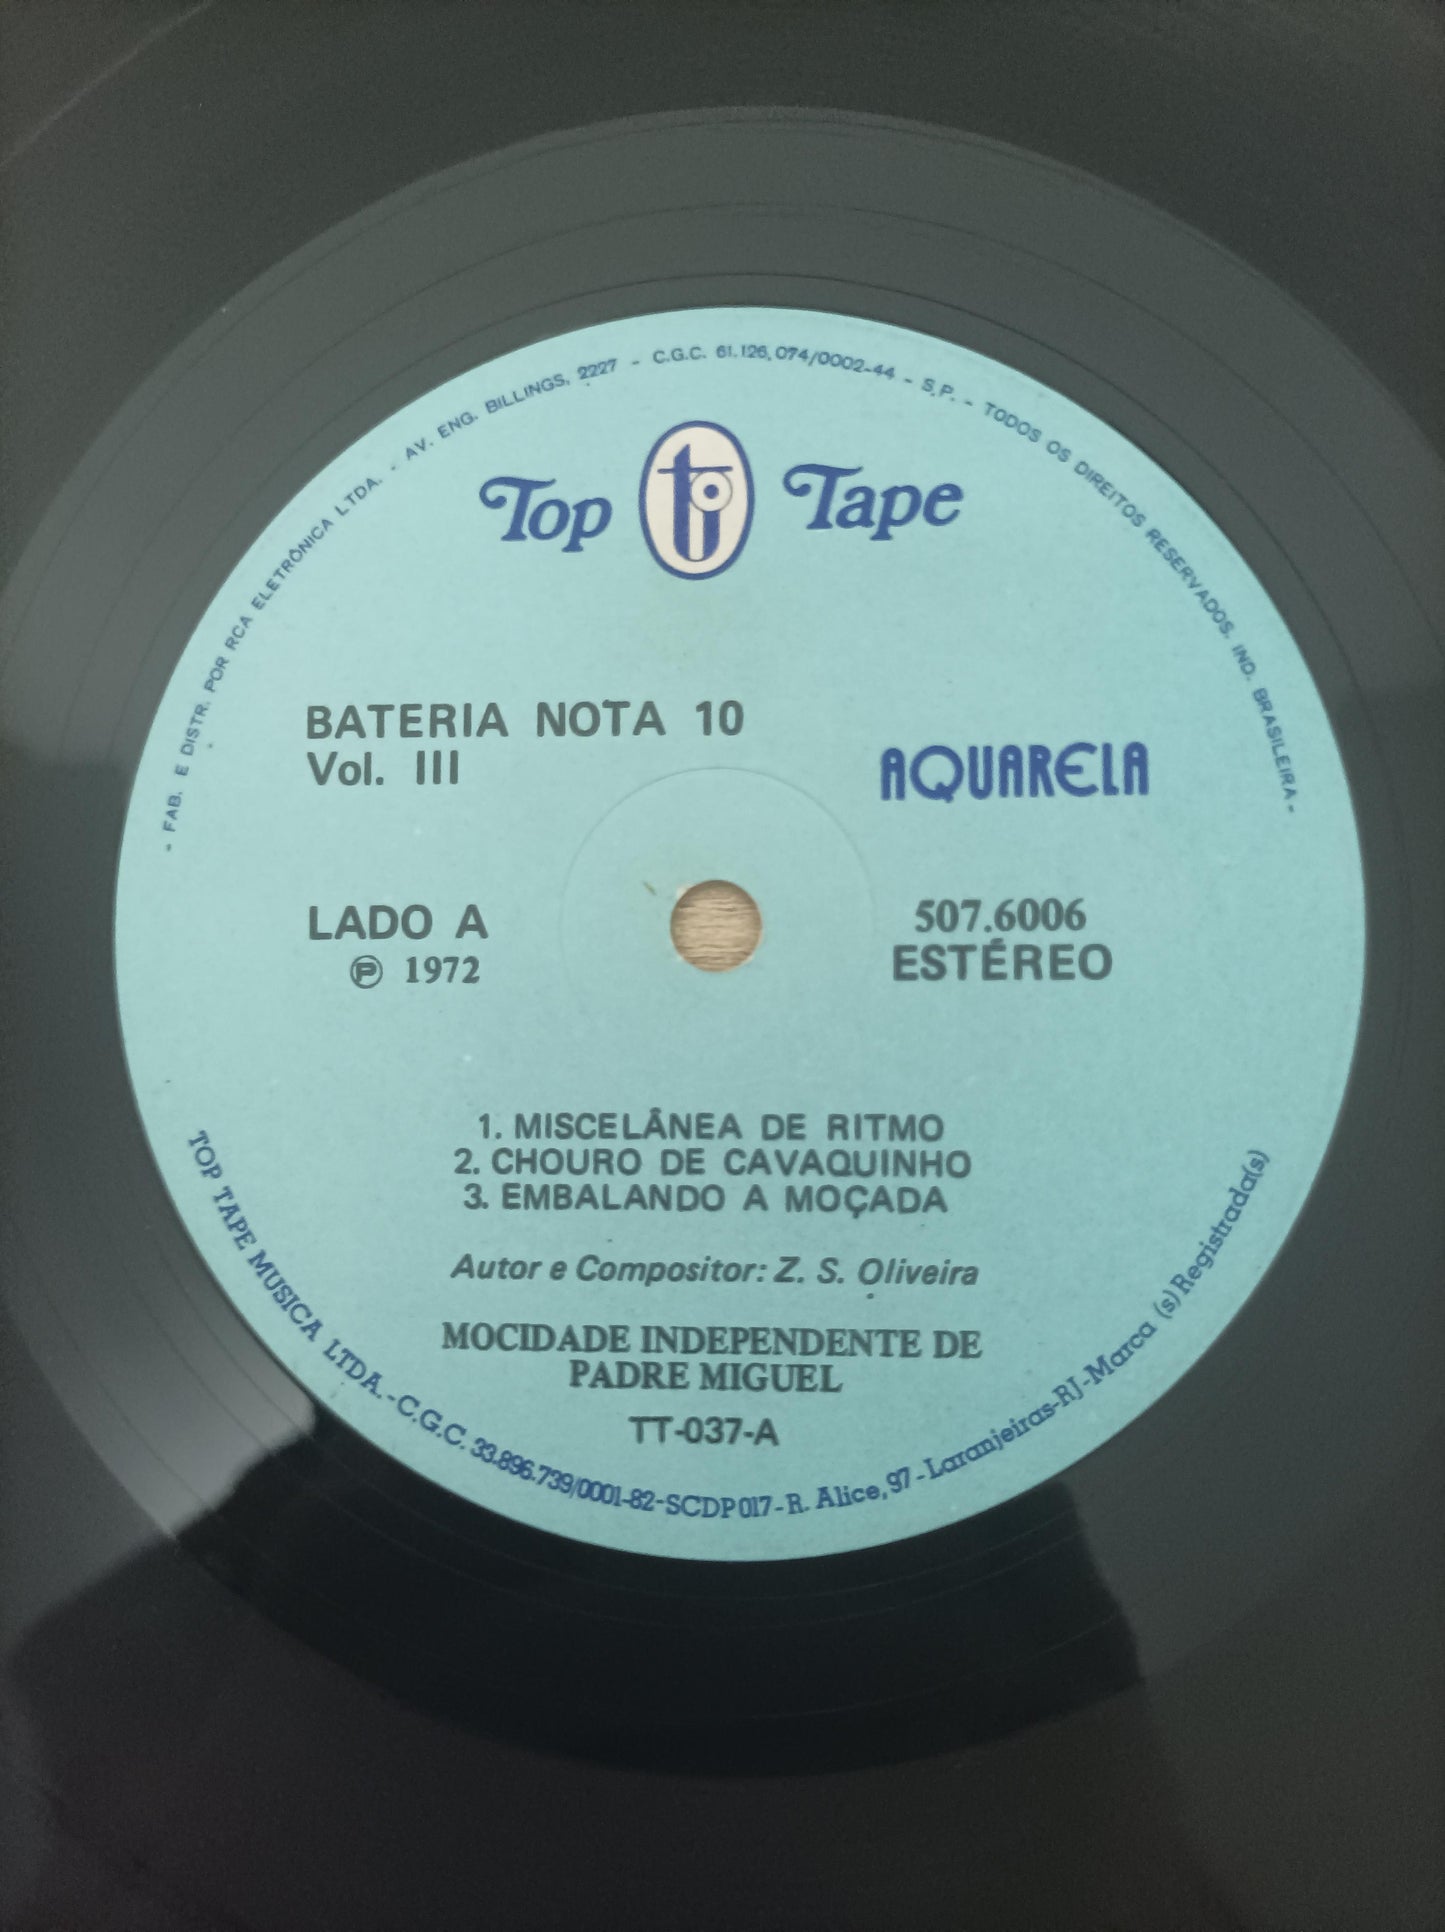 - FAB. E DISTR. POR RCA ELETRÔNICA LTDA. - AV. ENG. BILLINGS, 2227 - C.G.C. 61.126.074/0002-44 - S.P. - TODOS OS DIREITOS RESERVADOS. IND. BRASILEIRA -
Top Tape
BATERIA NOTA 10
Vol. III
AQUARELA
LADO A
℗ 1972
507.6006
ESTÉREO
1. MISCELÂNEA DE RITMO
2. CHOURO DE CAVAQUINHO
3. EMBALANDO A MOÇADA
Autor e Compositor: Z. S. Oliveira
MOCIDADE INDEPENDENTE DE
PADRE MIGUEL
TT-037-A
TOP TAPE MUSICA LTDA. - C.G.C. 33.896.739/0001-82-SCDP017-R. Alice, 97-Laranjeiras-RJ-Marca (s) Registrada(s)